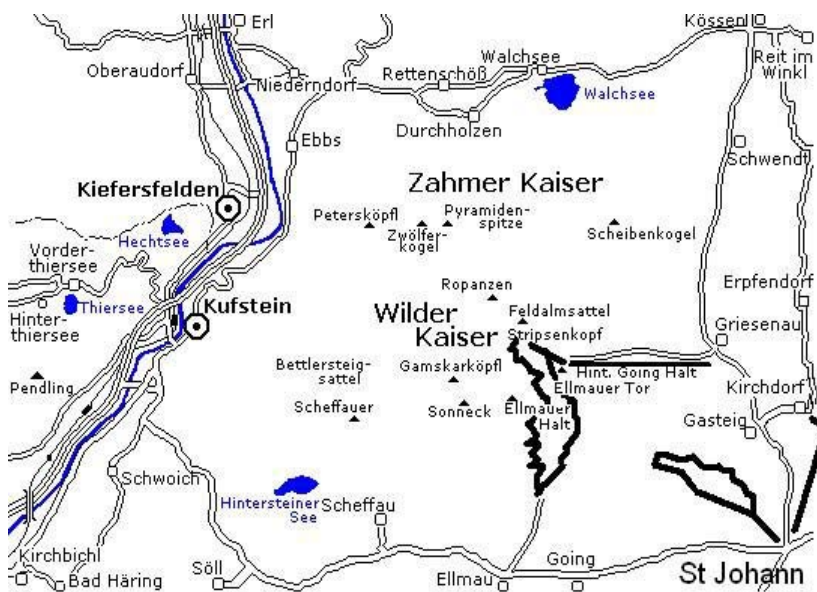 Erl
Kössen
Oberaudorf
Niederndorf
Rettenschöß
Walchsee
Reit im
Winkl
Walchsee
Durchholzen
Ebbs
Schwendt
Kiefersfelden
Zahmer Kaiser
Petersköpfl
Zwölfer-
kogel
Pyramiden-
spitze
Scheibenkogel
Hechtsee
Vorder-
thiersee
Thiersee
Hinter-
thiersee
Kufstein
Ropanzen
Erpfendorf
Wilder
Kaiser
Feldalmsattel
Stripsenkopf
Griesenau
Pendling
Bettlersteig-
sattel
Gamskarköpfl
Hint. Going Halt
Ellmauer Tor
Kirchdorf
Scheffauer
Sonneck
Ellmauer
Halt
Gasteig
Schwoich
Hintersteiner
See
Scheffau
Kirchbichl
Bad Häring
Söll
Ellmau
Going
St Johann